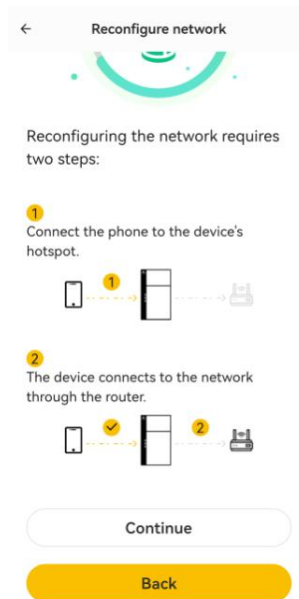 Reconfigure network
Reconfiguring the network requires
two steps:
1
Connect the phone to the device's
hotspot.
1
2
The device connects to the network
through the router.
2
Continue
Back